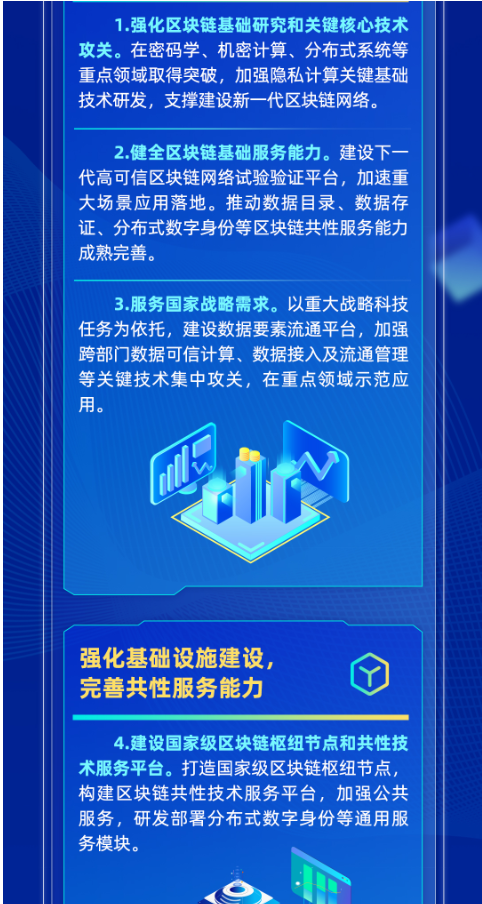 1.强化区块链基础研究和关键核心技术
攻关。在密码学、机密计算、分布式系统等
重点领域取得突破，加强隐私计算关键基础
技术研发，支撑建设新一代区块链网络。
2.健全区块链基础服务能力。建设下一
代高可信区块链网络试验验证平台，加速重
大场景应用落地。推动数据目录、数据存
证、分布式数字身份等区块链共性服务能力
成熟完善。
3.服务国家战略需求。以重大战略科技
任务为依托，建设数据要素流通平台，加强
跨部门数据可信计算、数据接入及流通管理
等关键技术集中攻关，在重点领域示范应
用。
强化基础设施建设，
完善共性服务能力
4.建设国家级区块链枢纽节点和共性技
术服务平台。打造国家级区块链枢纽节点，
构建区块链共性技术服务平台，加强公共
服务，研发部署分布式数字身份等通用服
务模块。